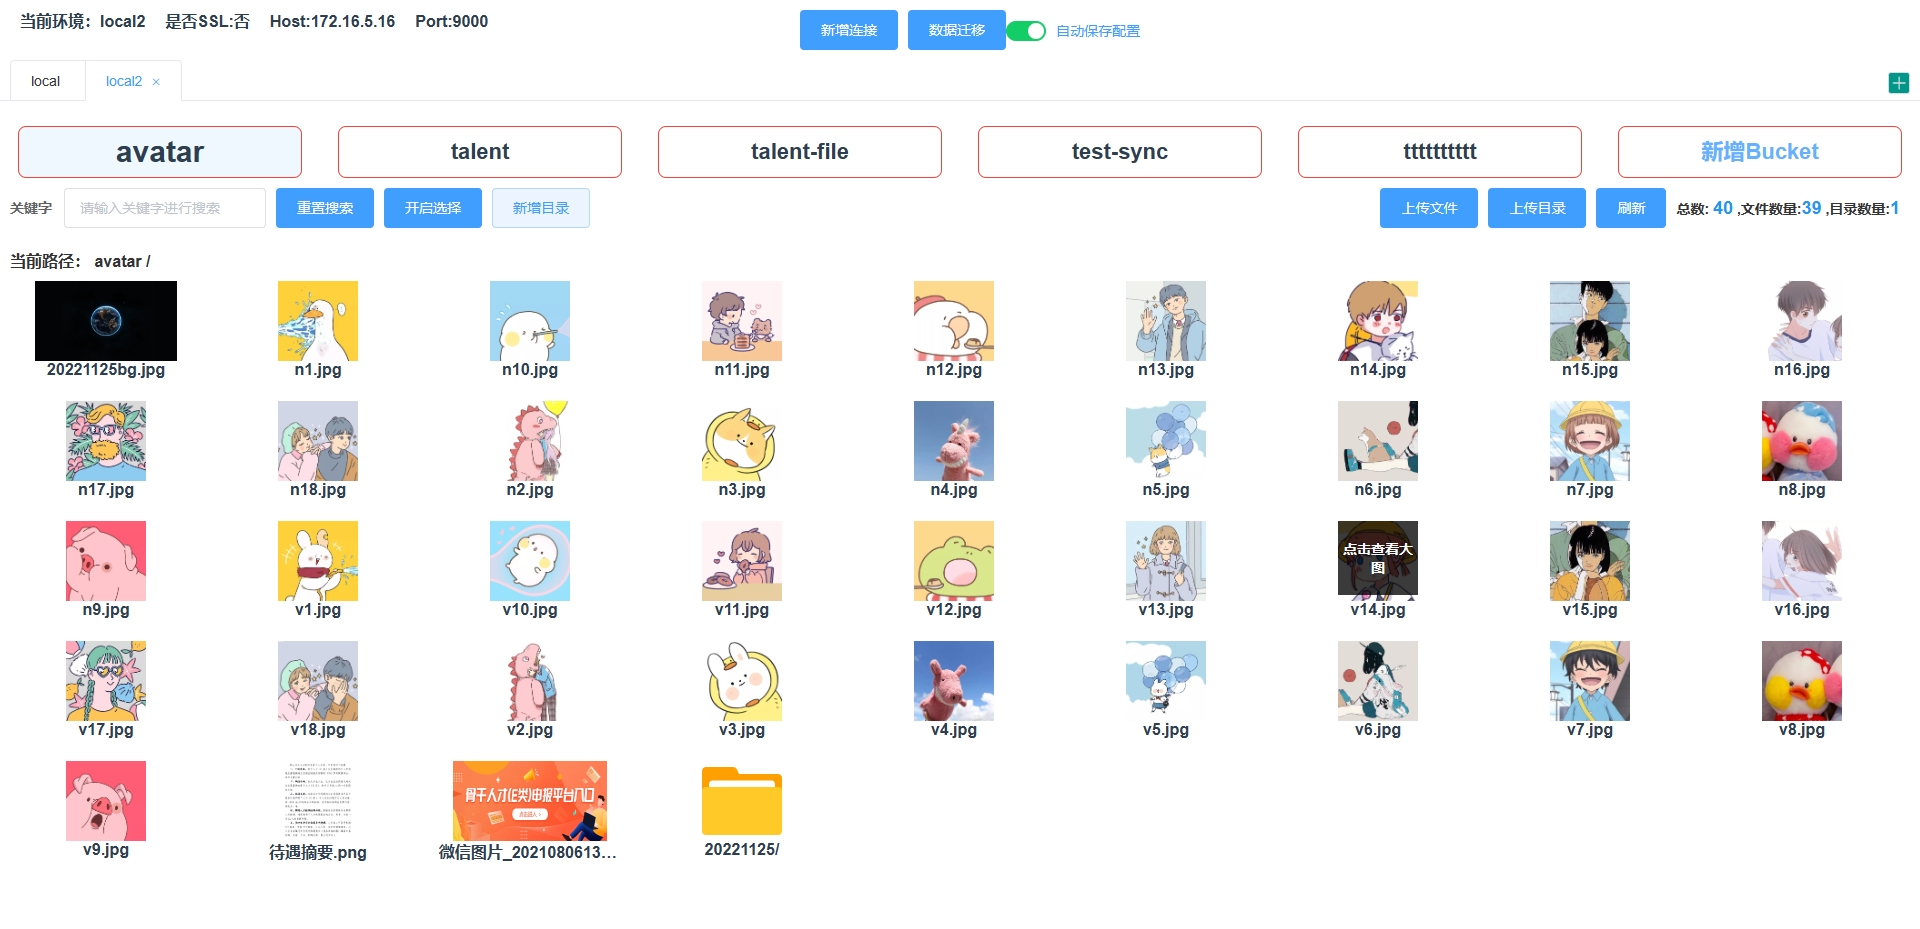 当前环境：local2 是否SSL:否 Host:172.16.5.16 Port:9000
新增连接 数据迁移 自动保存配置
local local2 ×
avatar talent talent-file test-sync tttttttttt 新增Bucket
关键字 请输入关键字进行搜索 重置搜索 开启选择 新增目录 上传文件 上传目录 刷新 总数: 40 ,文件数量:39 ,目录数量:1
当前路径： avatar /
20221125bg.jpg n1.jpg n10.jpg n11.jpg n12.jpg n13.jpg n14.jpg n15.jpg n16.jpg
n17.jpg n18.jpg n2.jpg n3.jpg n4.jpg n5.jpg n6.jpg n7.jpg n8.jpg
点击查看大
图
n9.jpg v1.jpg v10.jpg v11.jpg v12.jpg v13.jpg v14.jpg v15.jpg v16.jpg
v17.jpg v18.jpg v2.jpg v3.jpg v4.jpg v5.jpg v6.jpg v7.jpg v8.jpg
骨干人才(E类)申报平台入口
v9.jpg 待遇摘要.png 微信图片_2021080613... 20221125/